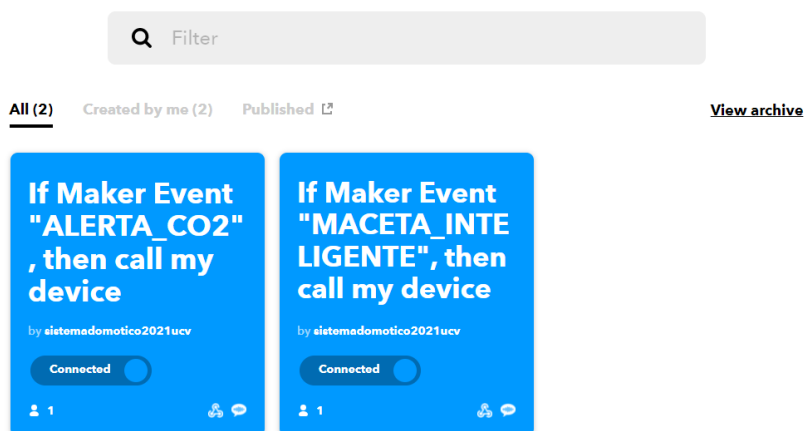 Filter
All (2) Created by me (2) Published View archive
If Maker Event
"ALERTA_CO2"
, then call my
device
by sistemadomotico2021ucv
Connected
1
If Maker Event
"MACETA_INTE
LIGENTE", then
call my device
by sistemadomotico2021ucv
Connected
1